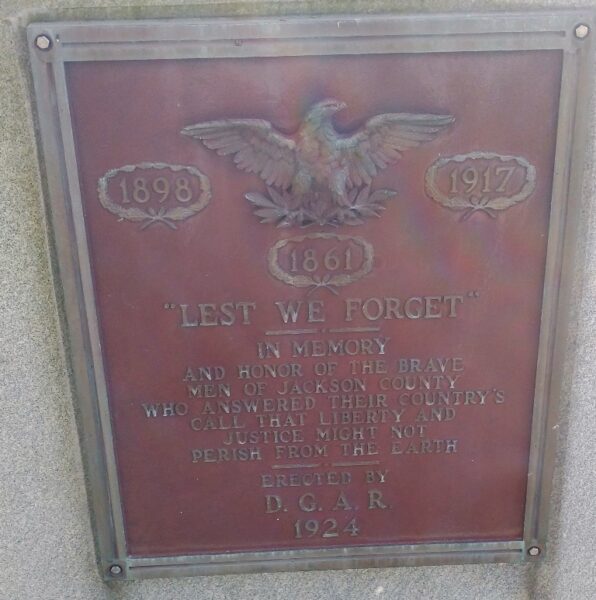 1898 1917
1861
"LEST WE FORGET"
IN MEMORY
AND HONOR OF THE BRAVE
MEN OF JACKSON COUNTY
WHO ANSWERED THEIR COUNTRY'S
CALL THAT LIBERTY AND
JUSTICE MIGHT NOT
PERISH FROM THE EARTH
ERECTED BY
D. G. A. R.
1924